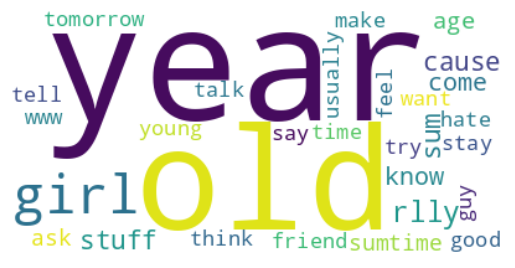 tomorrow
make
age
year
usually
feel
cause
come
tell
talk
want
www
sum
hate
young
say
time
old
try
stay
girl
know
guy
rlly
ask
stuff
think
friend
sumtime
good